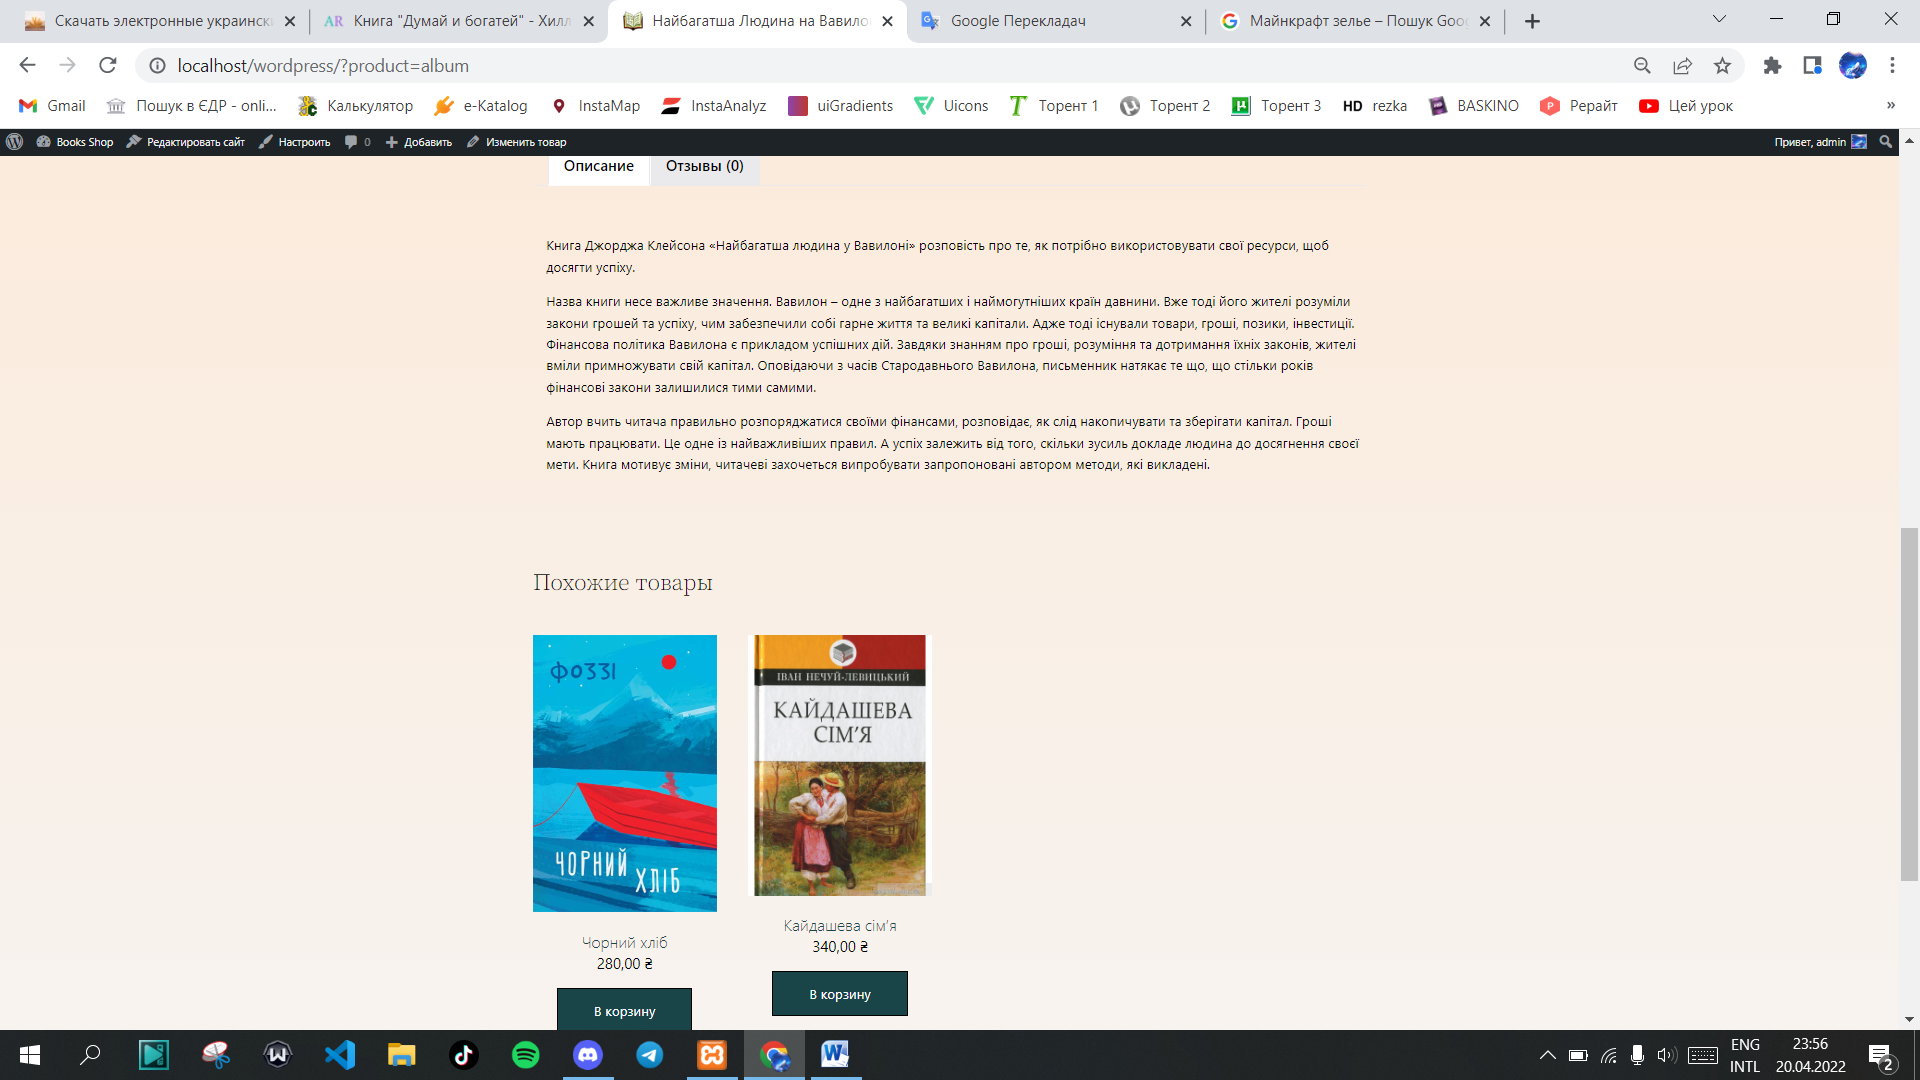 Скачать электронные украинск
Книга "Думай и богатей" - Хилл
Найбагатша Людина на Вавило
Google Перекладач
Майнкрафт зелье – Пошук Goo
localhost/wordpress/?product=album
Gmail
Пошук в ЄДР - onli...
Калькулятор
e-Katalog
InstaMap
InstaAnalyz
uiGradients
Uicons
Торент 1
Торент 2
Торент 3
HD rezka
BASKINO
Рерайт
Цей урок
»
Books Shop
Редактировать сайт
Настроить
0
Добавить
Изменить товар
Привет, admin
Описание
Отзывы (0)
Книга Джорджа Клейсона «Найбагатша людина у Вавилоні» розповість про те, як потрібно використовувати свої ресурси, щоб
досягти успіху.
Назва книги несе важливе значення. Вавилон – одне з найбагатших і наймогутніших країн давнини. Вже тоді його жителі розуміли
закони грошей та успіху, чим забезпечили собі гарне життя та великі капітали. Адже тоді існували товари, гроші, позики, інвестиції.
Фінансова політика Вавилона є прикладом успішних дій. Завдяки знанням про гроші, розуміння та дотримання їхніх законів, жителі
вміли примножувати свій капітал. Оповідаючи з часів Стародавнього Вавилона, письменник натякає те що, що стільки років
фінансові закони залишилися тими самими.
Автор вчить читача правильно розпоряджатися своїми фінансами, розповідає, як слід накопичувати та зберігати капітал. Гроші
мають працювати. Це одне із найважливіших правил. А успіх залежить від того, скільки зусиль докладе людина до досягнення своєї
мети. Книга мотивує зміни, читачеві захочеться випробувати запропоновані автором методи, які викладені.
Похожие товары
ФОЗЗІ
ЧОРНИЙ
ХЛІБ
ІВАН НЕЧУЙ-ЛЕВИЦЬКИЙ
КАЙДАШЕВА
СІМ'Я
Чорний хліб
280,00 ₴
В корзину
Кайдашева сім'я
340,00 ₴
В корзину
ENG
INTL
23:56
20.04.2022
2